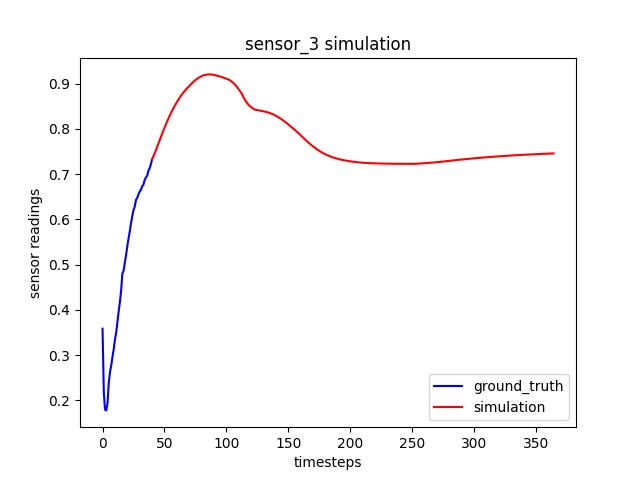 sensor_3 simulation
sensor readings
0.9
0.8
0.7
0.6
0.5
0.4
0.3
0.2
ground_truth
simulation
0 50 100 150 200 250 300 350
timesteps